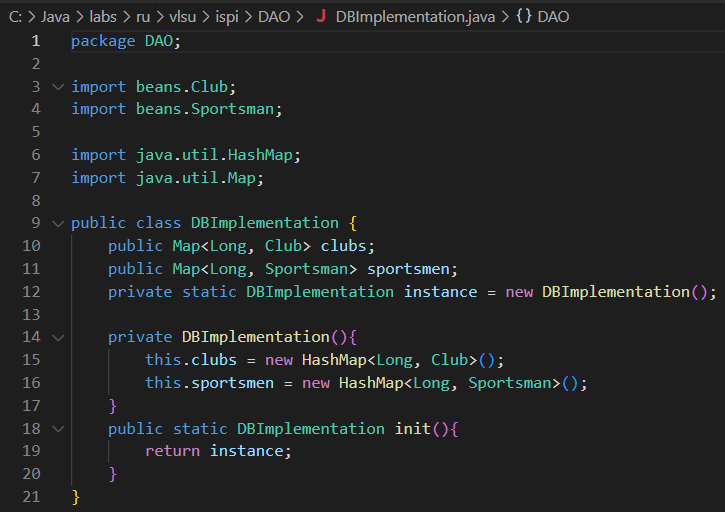 C: > Java > labs > ru > vlsu > ispi > DAO > J DBImplementation.java > {} DAO
1 package DAO;
2
3 import beans.Club;
4 import beans.Sportsman;
5
6 import java.util.HashMap;
7 import java.util.Map;
8
9 public class DBImplementation {
10     public Map<Long, Club> clubs;
11     public Map<Long, Sportsman> sportsmen;
12     private static DBImplementation instance = new DBImplementation();
13
14     private DBImplementation(){
15         this.clubs = new HashMap<Long, Club>();
16         this.sportsmen = new HashMap<Long, Sportsman>();
17     }
18     public static DBImplementation init(){
19         return instance;
20     }
21 }